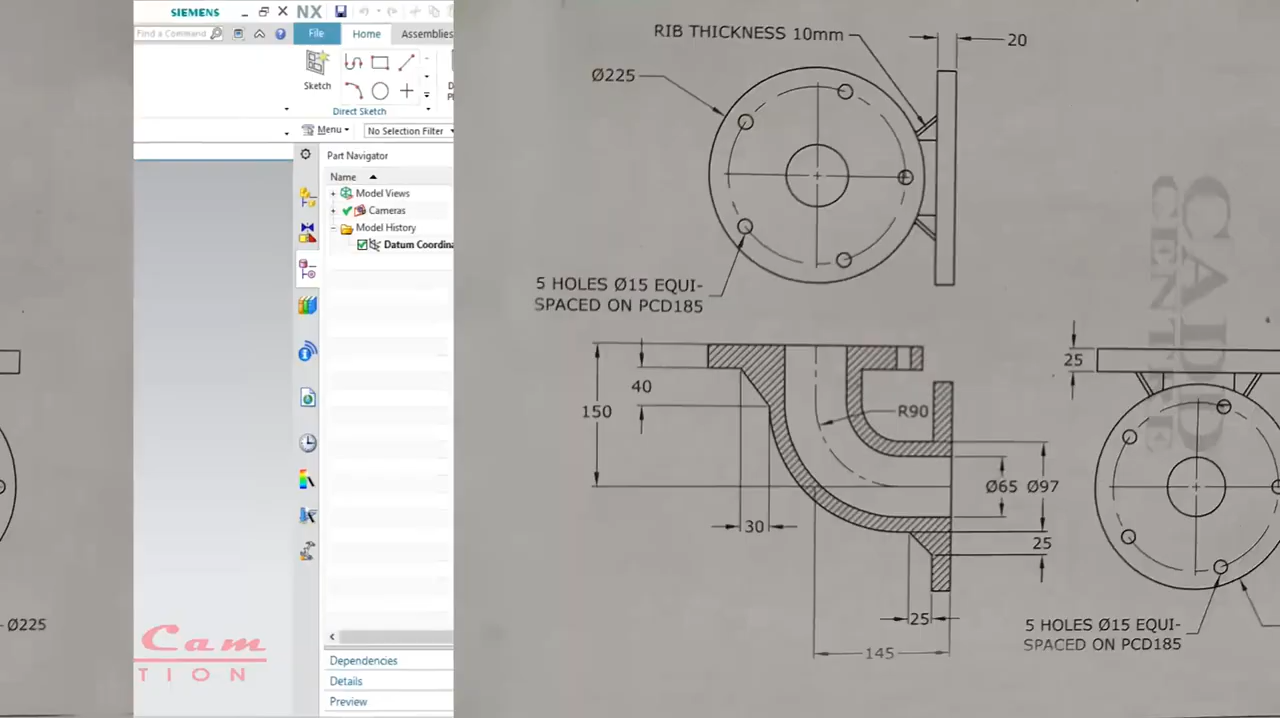 SIEMENS
NX
Find a Command
File
Home
Assemblies
Sketch
Direct Sketch
Menu
No Selection Filter
Part Navigator
Name
Model Views
Cameras
Model History
Datum Coordina
Dependencies
Details
Preview
Cam
TION
Ø225
RIB THICKNESS 10mm
20
Ø225
5 HOLES Ø15 EQUI-
SPACED ON PCD185
CADD
CENTRE
40
150
R90
Ø65
Ø97
30
25
25
145
25
5 HOLES Ø15 EQUI-
SPACED ON PCD185